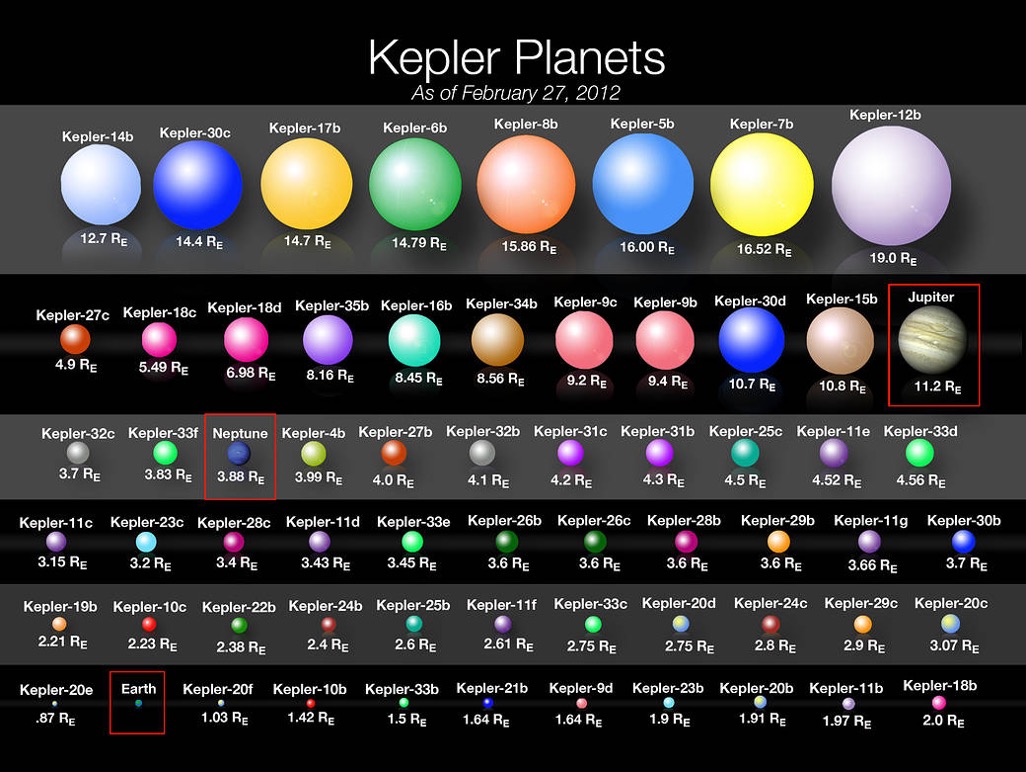 Kepler Planets
As of February 27, 2012
Kepler-14b Kepler-30c Kepler-17b Kepler-6b Kepler-8b Kepler-5b Kepler-7b Kepler-12b
12.7 RE 14.4 RE 14.7 RE 14.79 RE 15.86 RE 16.00 RE 16.52 RE 19.0 RE
Kepler-27c Kepler-18c Kepler-18d Kepler-35b Kepler-16b Kepler-34b Kepler-9c Kepler-9b Kepler-30d Kepler-15b Jupiter
4.9 RE 5.49 RE 6.98 RE 8.16 RE 8.45 RE 8.56 RE 9.2 RE 9.4 RE 10.7 RE 10.8 RE 11.2 RE
Kepler-32c Kepler-33f Neptune Kepler-4b Kepler-27b Kepler-32b Kepler-31c Kepler-31b Kepler-25c Kepler-11e Kepler-33d
3.7 RE 3.83 RE 3.88 RE 3.99 RE 4.0 RE 4.1 RE 4.2 RE 4.3 RE 4.5 RE 4.52 RE 4.56 RE
Kepler-11c Kepler-23c Kepler-28c Kepler-11d Kepler-33e Kepler-26b Kepler-26c Kepler-28b Kepler-29b Kepler-11g Kepler-30b
3.15 RE 3.2 RE 3.4 RE 3.43 RE 3.45 RE 3.6 RE 3.6 RE 3.6 RE 3.6 RE 3.66 RE 3.7 RE
Kepler-19b Kepler-10c Kepler-22b Kepler-24b Kepler-25b Kepler-11f Kepler-33c Kepler-20d Kepler-24c Kepler-29c Kepler-20c
2.21 RE 2.23 RE 2.38 RE 2.4 RE 2.6 RE 2.61 RE 2.75 RE 2.75 RE 2.8 RE 2.9 RE 3.07 RE
Kepler-20e Earth Kepler-20f Kepler-10b Kepler-33b Kepler-21b Kepler-9d Kepler-23b Kepler-20b Kepler-11b Kepler-18b
.87 RE 1.03 RE 1.42 RE 1.5 RE 1.64 RE 1.64 RE 1.9 RE 1.91 RE 1.97 RE 2.0 RE